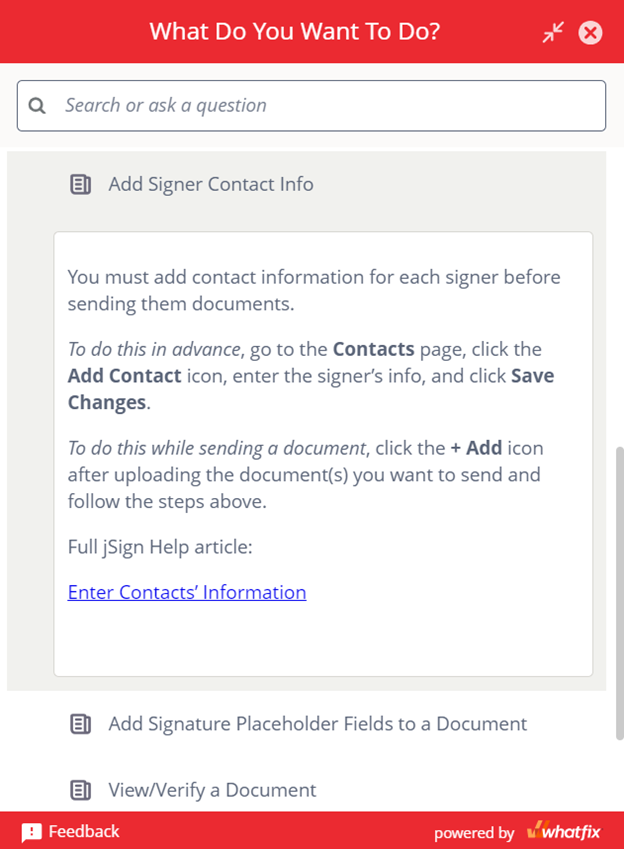 What Do You Want To Do?
Search or ask a question
Add Signer Contact Info
You must add contact information for each signer before
sending them documents.
To do this in advance, go to the Contacts page, click the
Add Contact icon, enter the signer’s info, and click Save
Changes.
To do this while sending a document, click the + Add icon
after uploading the document(s) you want to send and
follow the steps above.
Full jSign Help article:
Enter Contacts’ Information
Add Signature Placeholder Fields to a Document
View/Verify a Document
Feedback
powered by whatfix